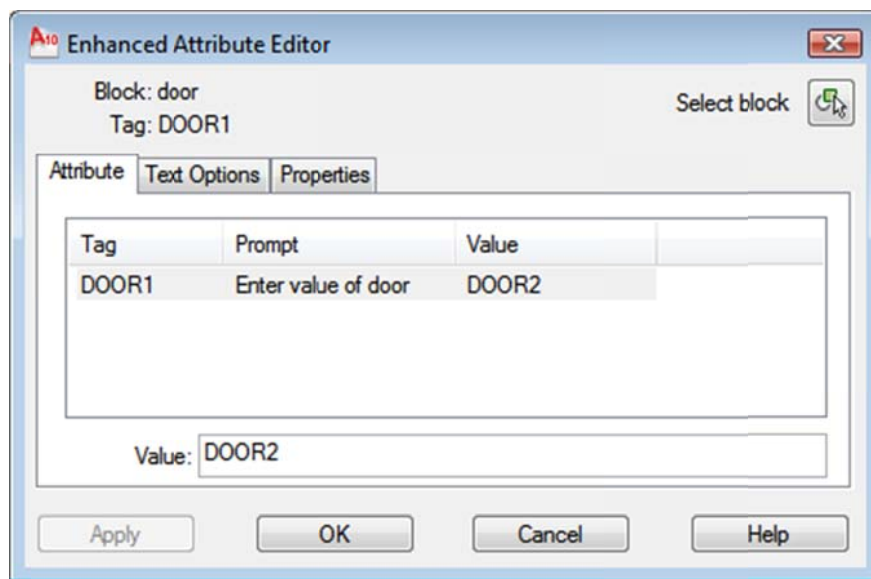 A10 Enhanced Attribute Editor
Block: door
Tag: DOOR1
Select block
Attribute Text Options Properties
Tag Prompt Value
DOOR1 Enter value of door DOOR2
Value: DOOR2
Apply OK Cancel Help